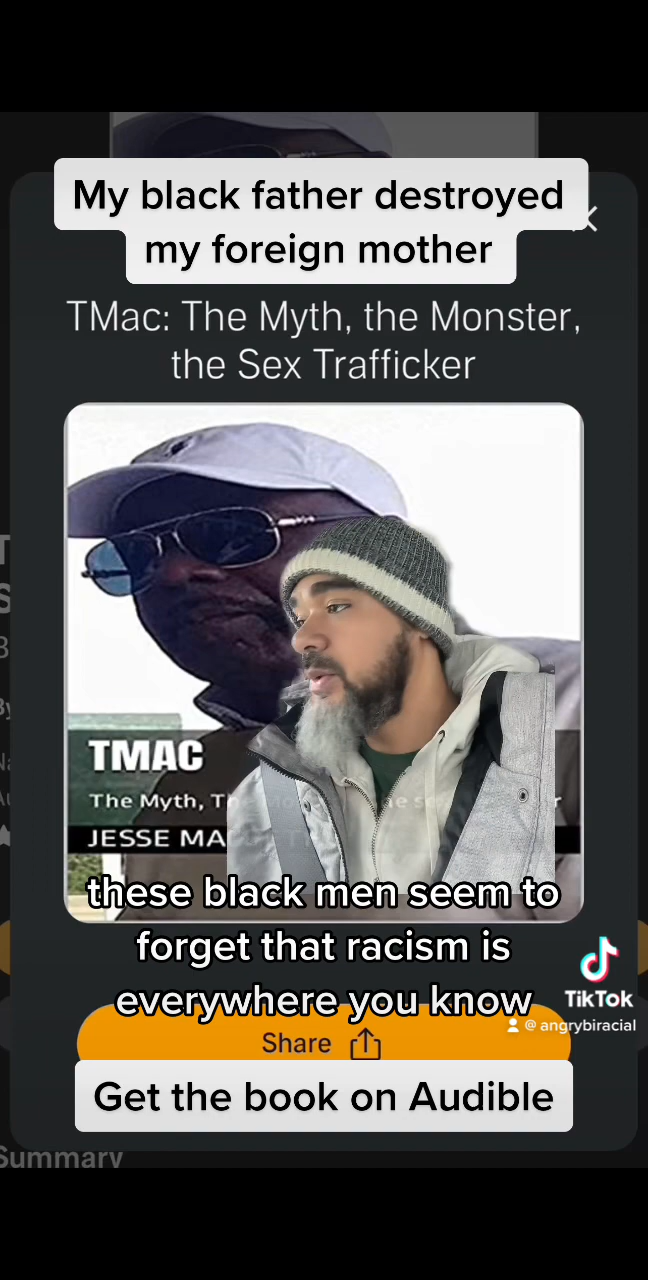 My black father destroyed
my foreign mother
TMac: The Myth, the Monster,
the Sex Trafficker
TMAC
The Myth, T
r
JESSE MA
these black men seem to
forget that racism is
everywhere you know
TikTok
@ angrybiracial
Share
Get the book on Audible
Summary